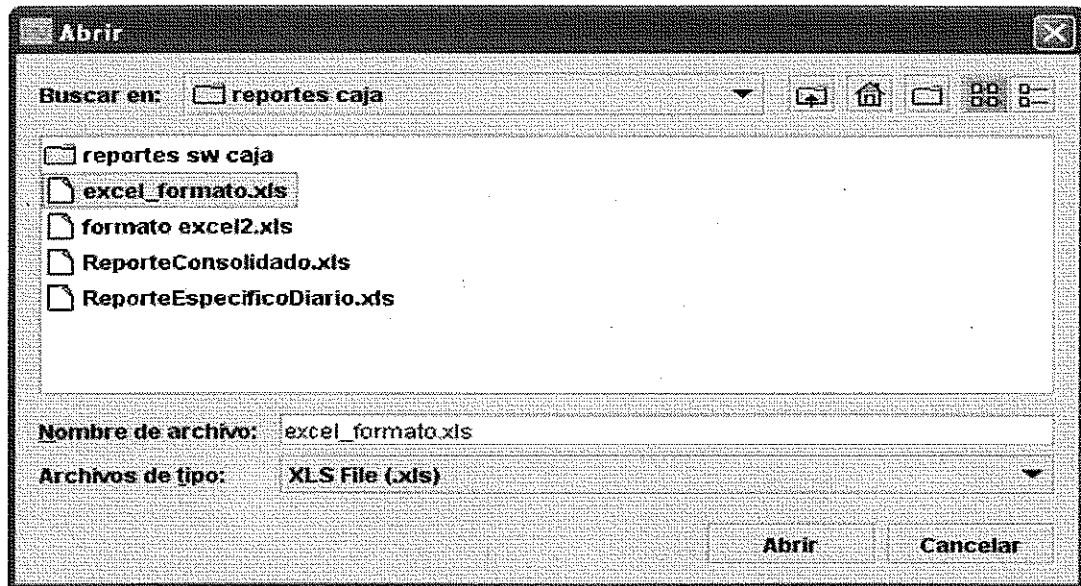 Abrir
Buscar en: reportes caja
reportes sw caja
excel_formato.xls
formato excel2.xls
ReporteConsolidado.xls
ReporteEspecificoDiario.xls
Nombre de archivo: excel_formato.xls
Archivos de tipo: XLS File (.xls)
Abrir Cancelar